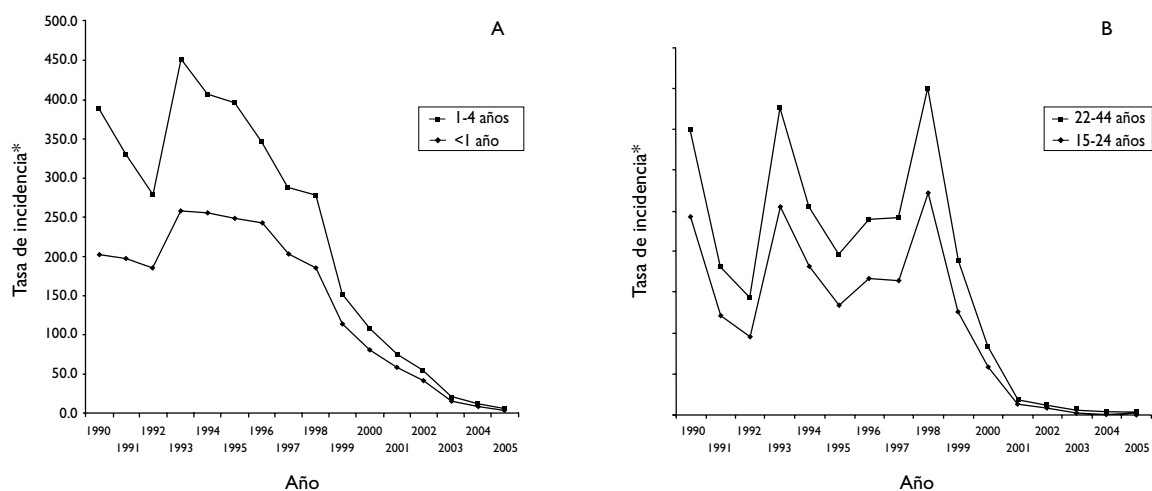 A
500.0
450.0
400.0
350.0
300.0
250.0
200.0
150.0
100.0
50.0
0.0
Tasa de incidencia*
1-4 años
<1 año
1990 1992 1994 1996 1998 2000 2002 2004
1991 1993 1995 1997 1999 2001 2003 2005
Año
B
Tasa de incidencia*
22-44 años
15-24 años
1990 1992 1994 1996 1998 2000 2002 2004
1991 1993 1995 1997 1999 2001 2003 2005
Año